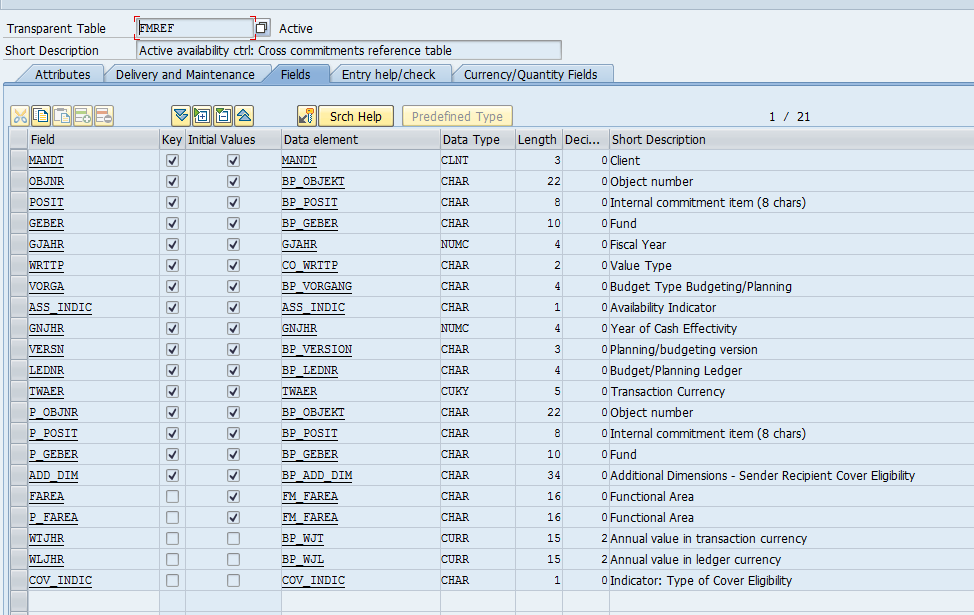 Transparent Table FMREF Active
Short Description Active availability ctrl: Cross commitments reference table
Attributes Delivery and Maintenance Fields Entry help/check Currency/Quantity Fields
Srch Help Predefined Type 1 / 21
Field Key Initial Values Data element Data Type Length Deci... Short Description
MANDT MANDT CLNT 3 0 Client
OBJNR BP_OBJEKT CHAR 22 0 Object number
POSIT BP_POSIT CHAR 8 0 Internal commitment item (8 chars)
GEBER BP_GEBER CHAR 10 0 Fund
GJAHR GJAHR NUMC 4 0 Fiscal Year
WRTTP CO_WRTTP CHAR 2 0 Value Type
VORGA BP_VORGANG CHAR 4 0 Budget Type Budgeting/Planning
ASS_INDIC ASS_INDIC CHAR 1 0 Availability Indicator
GNJHR GNJHR NUMC 4 0 Year of Cash Effectivity
VERSN BP_VERSION CHAR 3 0 Planning/budgeting version
LEDNR BP_LEDNR CHAR 4 0 Budget/Planning Ledger
TWAER TWAER CUKY 5 0 Transaction Currency
P_OBJNR BP_OBJEKT CHAR 22 0 Object number
P_POSIT BP_POSIT CHAR 8 0 Internal commitment item (8 chars)
P_GEBER BP_GEBER CHAR 10 0 Fund
ADD_DIM BP_ADD_DIM CHAR 34 0 Additional Dimensions - Sender Recipient Cover Eligibility
FAREA FM_FAREA CHAR 16 0 Functional Area
P_FAREA FM_FAREA CHAR 16 0 Functional Area
WTJHR BP_WJT CURR 15 2 Annual value in transaction currency
WLJHR BP_WJL CURR 15 2 Annual value in ledger currency
COV_INDIC COV_INDIC CHAR 1 0 Indicator: Type of Cover Eligibility